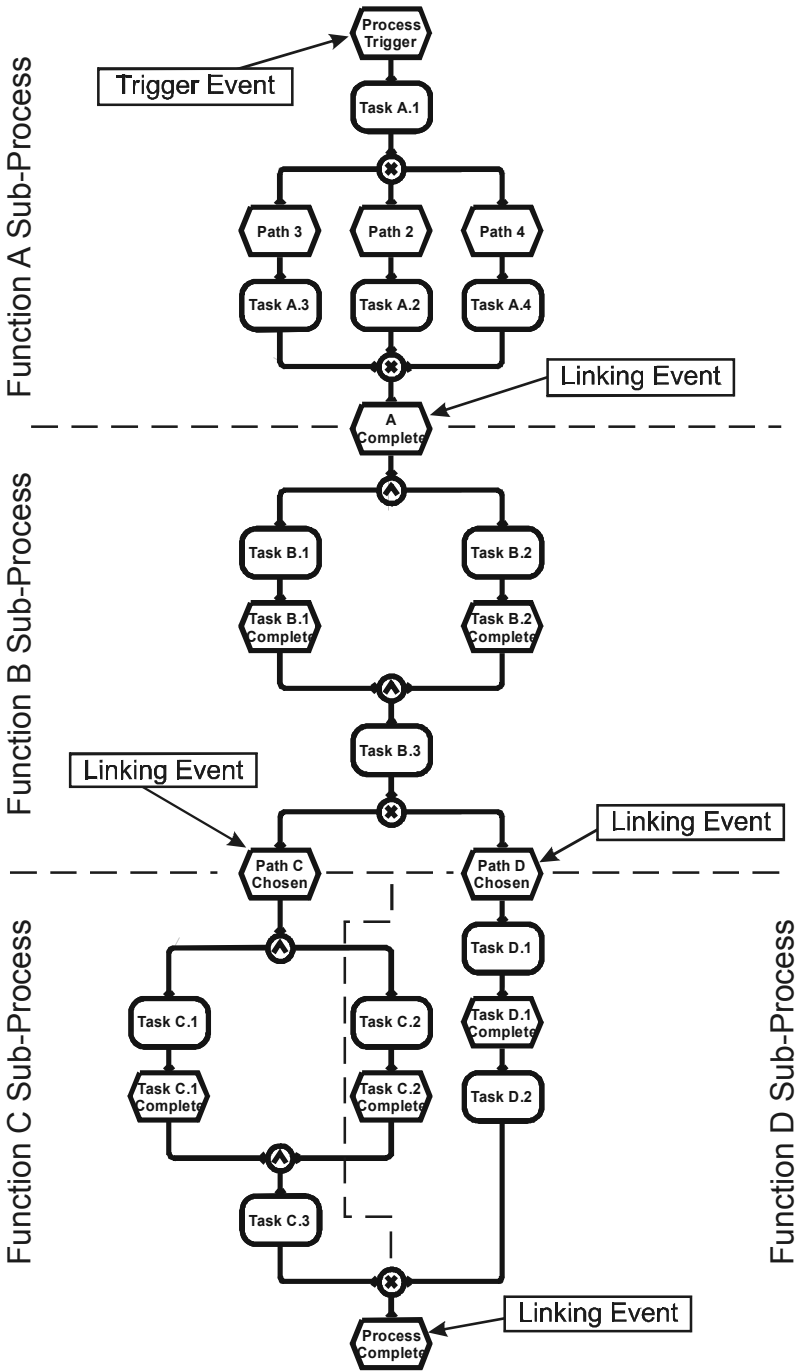 Process
Trigger
Trigger Event
Task A.1
Function A Sub-Process
Path 3
Path 2
Path 4
Task A.3
Task A.2
Task A.4
Linking Event
A
Complete
Function B Sub-Process
Task B.1
Task B.2
Task B.1
Complete
Task B.2
Complete
Task B.3
Linking Event
Linking Event
Path C
Chosen
Path D
Chosen
Function C Sub-Process
Function D Sub-Process
Task D.1
Task C.1
Task C.2
Task D.1
Complete
Task C.1
Complete
Task C.2
Complete
Task D.2
Task C.3
Linking Event
Process
Complete